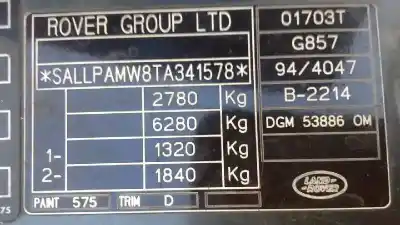 ROVER GROUP LTD
01703T
G857
*SALLPAMW8TA341578*
94/4047
2780 Kg
B-2214
6280 Kg
DGM 53886 OM
1- 1320 Kg
2- 1840 Kg
LAND-
ROVER
PAINT 575 TRIM D
75